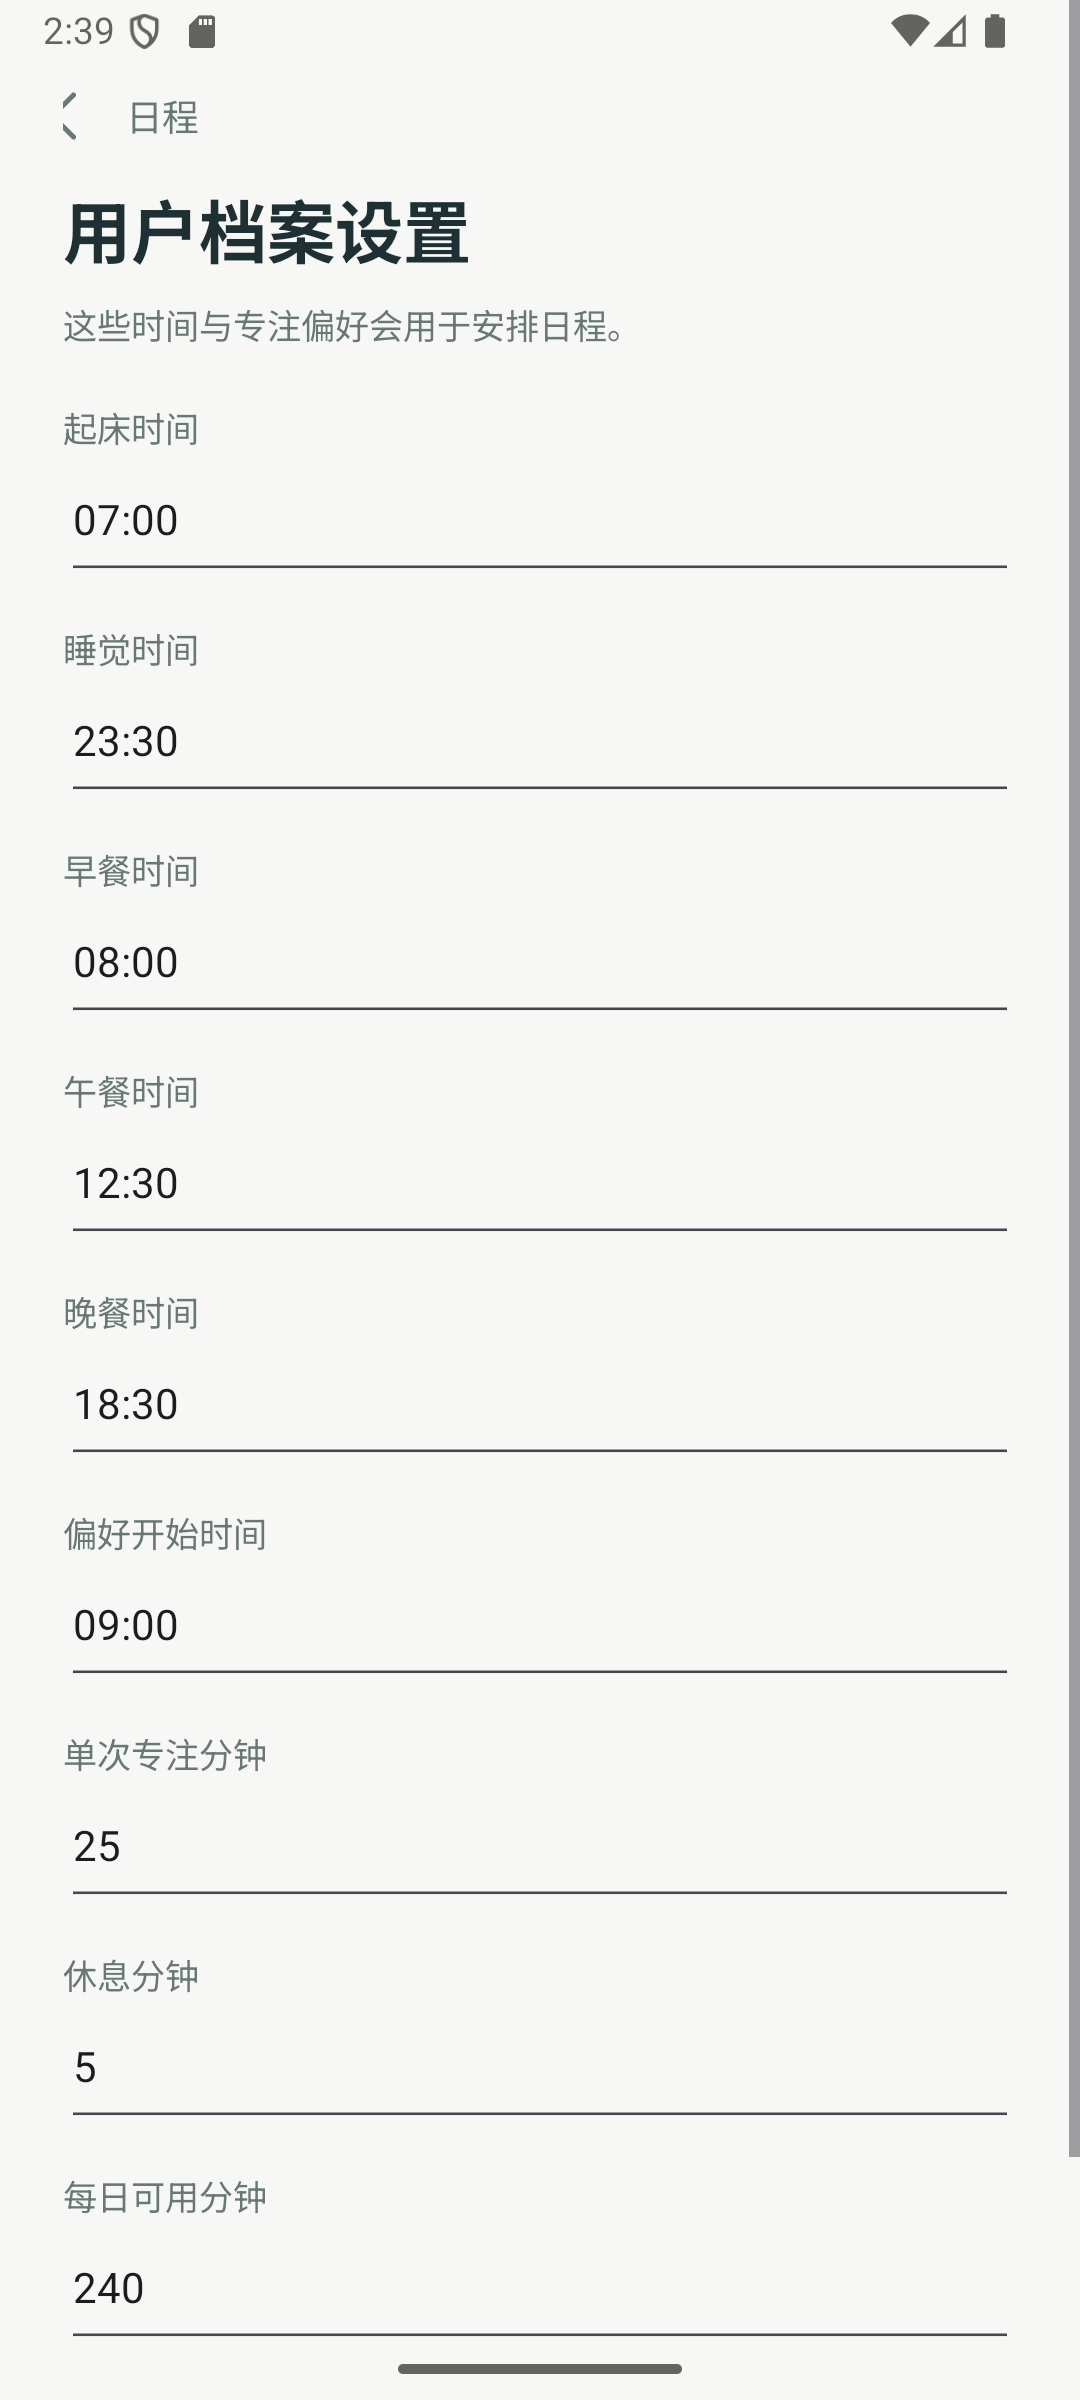 2:39
日程
用户档案设置
这些时间与专注偏好会用于安排日程。
起床时间
07:00
睡觉时间
23:30
早餐时间
08:00
午餐时间
12:30
晚餐时间
18:30
偏好开始时间
09:00
单次专注分钟
25
休息分钟
5
每日可用分钟
240